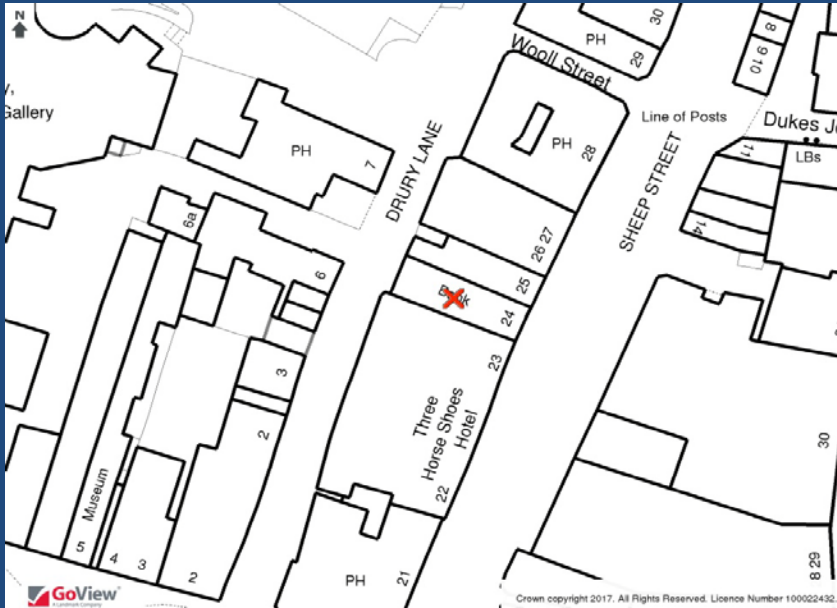 N
30
PH
29
8
9 10
Wooll Street
Line of Posts
Dukes
LBs
Gallery
PH
7
DRURY LANE
PH
28
SHEEP STREET
11
14
6a
26 27
25
6
Bank
24
23
3
Three
Horse Shoes
Hotel
2
22
30
Museum
5
4
3
2
PH
21
8 29
GoView
A Landmark Company
Crown copyright 2017. All Rights Reserved. Licence Number 100022432.